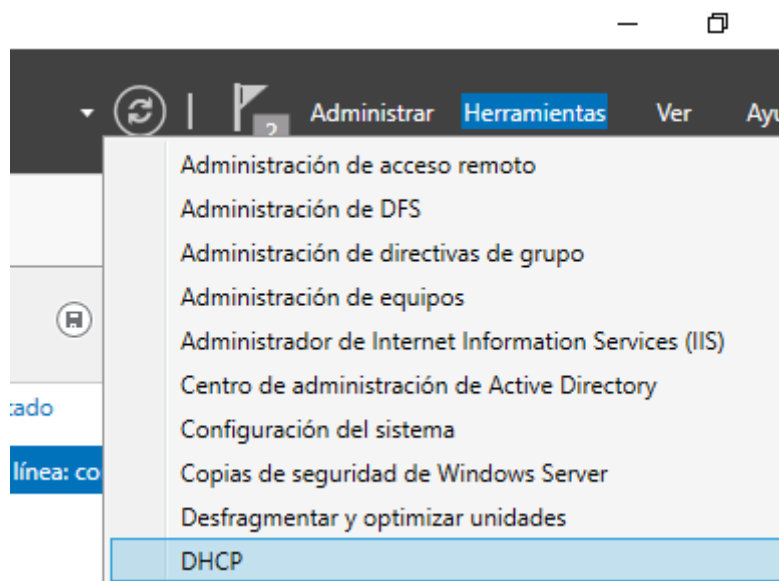 2 Administrar Herramientas Ver Ayu
Administración de acceso remoto
Administración de DFS
Administración de directivas de grupo
Administración de equipos
Administrador de Internet Information Services (IIS)
Centro de administración de Active Directory
tado
Configuración del sistema
línea: co
Copias de seguridad de Windows Server
Desfragmentar y optimizar unidades
DHCP